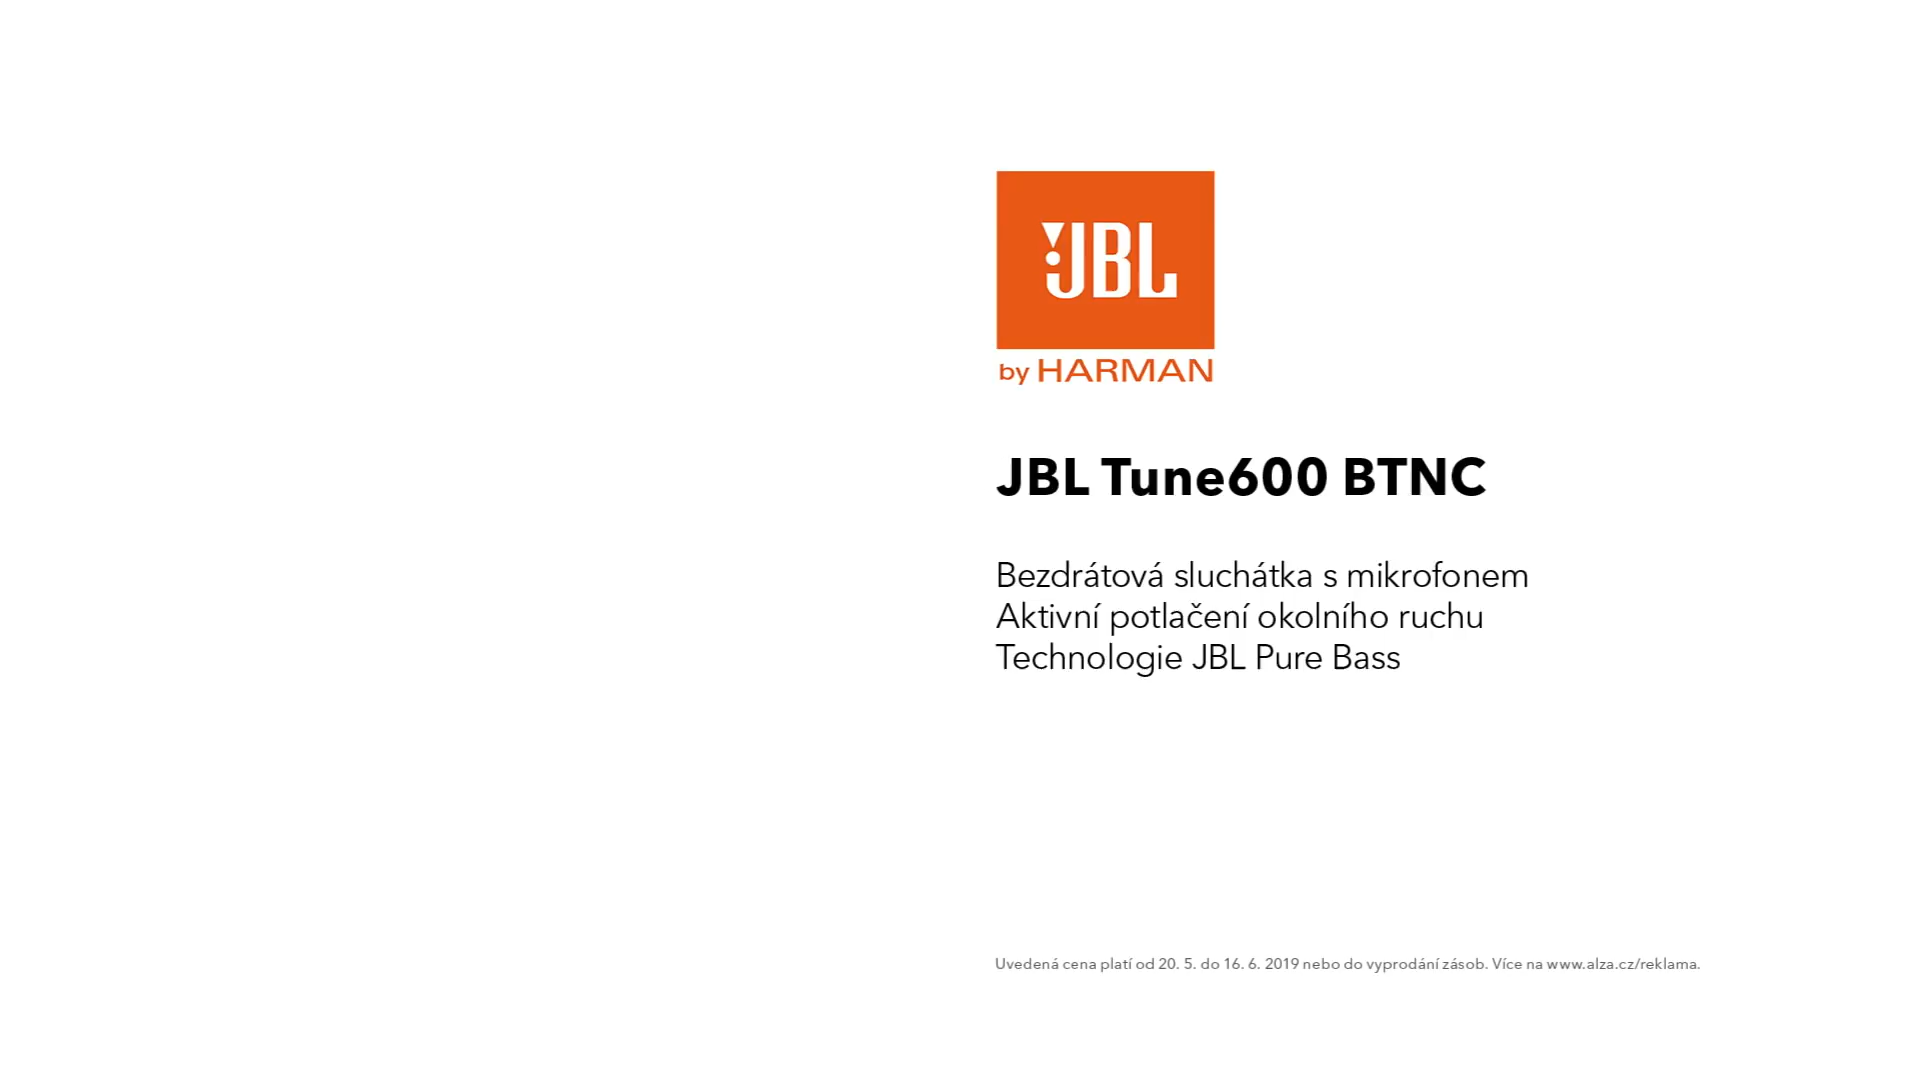 JBL
by HARMAN
JBL Tune600 BTNC
Bezdrátová sluchátka s mikrofonem
Aktivní potlačení okolního ruchu
Technologie JBL Pure Bass
Uvedená cena platí od 20. 5. do 16. 6. 2019 nebo do vyprodání zásob. Více na www.alza.cz/reklama.